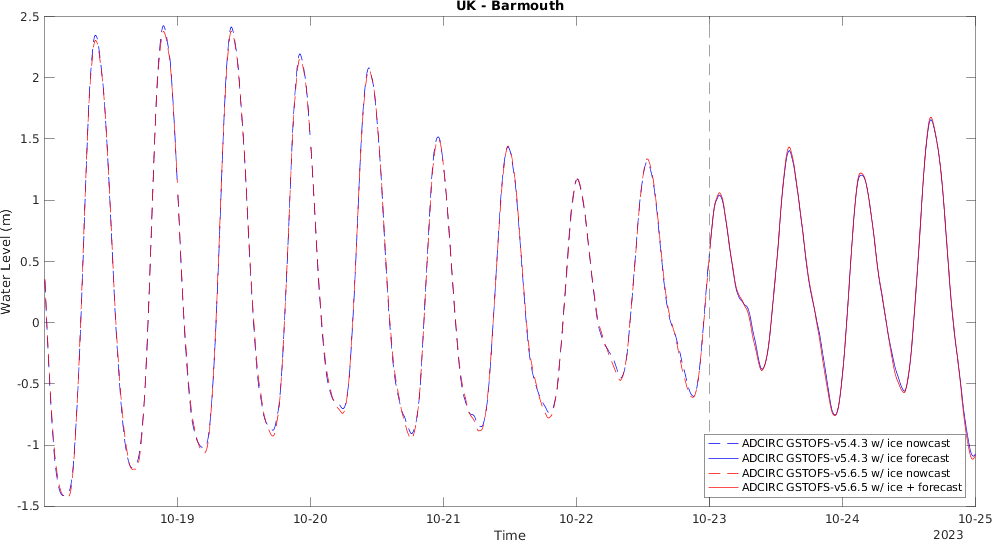 UK - Barmouth
2.5
2
1.5
1
0.5
0
-0.5
-1
-1.5
Water Level (m)
10-19
10-20
10-21
10-22
10-23
10-24
10-25
Time
2023
ADCIRC GSTOFS-v5.4.3 w/ ice nowcast
ADCIRC GSTOFS-v5.4.3 w/ ice forecast
ADCIRC GSTOFS-v5.6.5 w/ ice nowcast
ADCIRC GSTOFS-v5.6.5 w/ ice + forecast